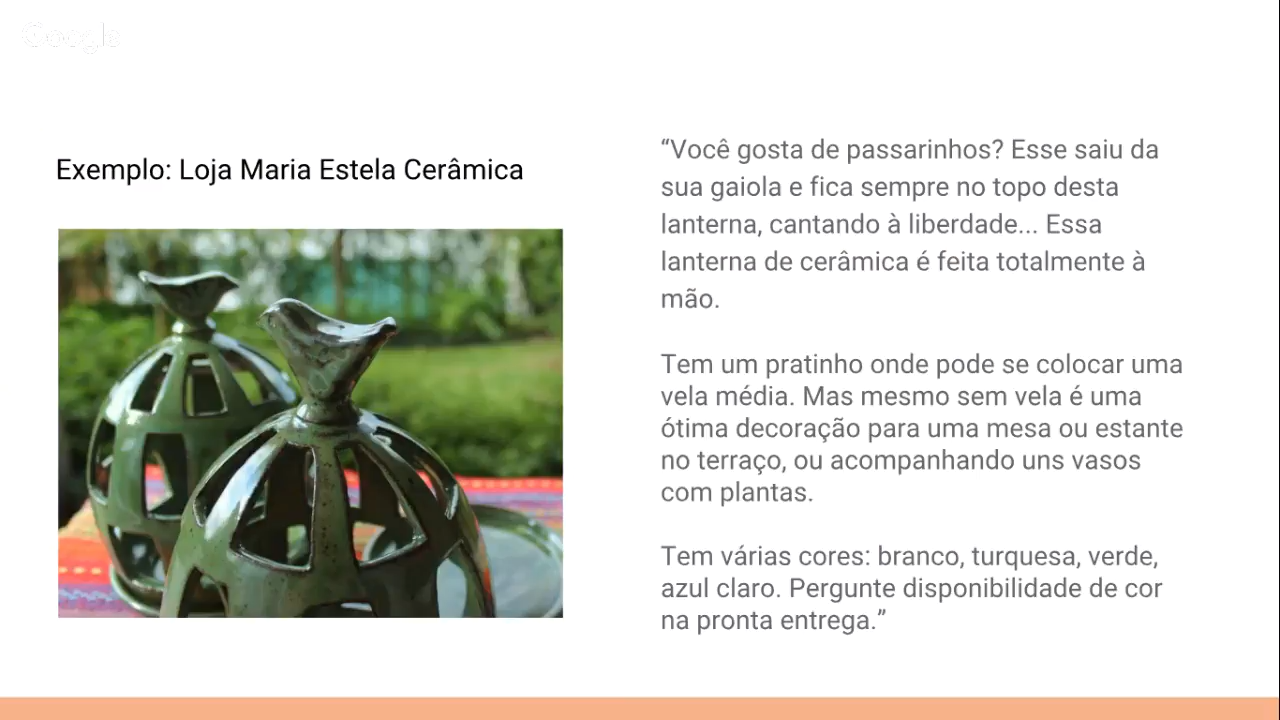 Google
Exemplo: Loja Maria Estela Cerâmica
“Você gosta de passarinhos? Esse saiu da
sua gaiola e fica sempre no topo desta
lanterna, cantando à liberdade... Essa
lanterna de cerâmica é feita totalmente à
mão.
Tem um pratinho onde pode se colocar uma
vela média. Mas mesmo sem vela é uma
ótima decoração para uma mesa ou estante
no terraço, ou acompanhando uns vasos
com plantas.
Tem várias cores: branco, turquesa, verde,
azul claro. Pergunte disponibilidade de cor
na pronta entrega.”